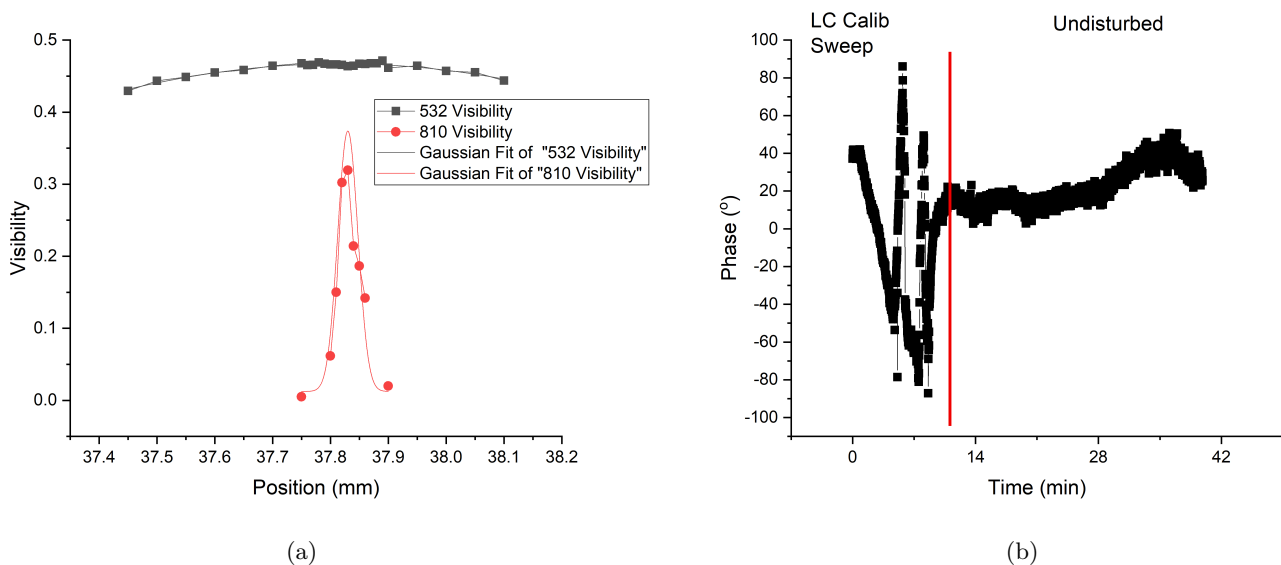 0.5
0.4
0.3
0.2
0.1
0.0
Visibility
532 Visibility
810 Visibility
Gaussian Fit of  "532 Visibility"
Gaussian Fit of "810 Visibility"
37.4 37.5 37.6 37.7 37.8 37.9 38.0 38.1 38.2
Position (mm)
(a)
LC Calib
Sweep
Undisturbed
100
80
60
40
20
0
-20
-40
-60
-80
-100
Phase (º)
0 14 28 42
Time (min)
(b)